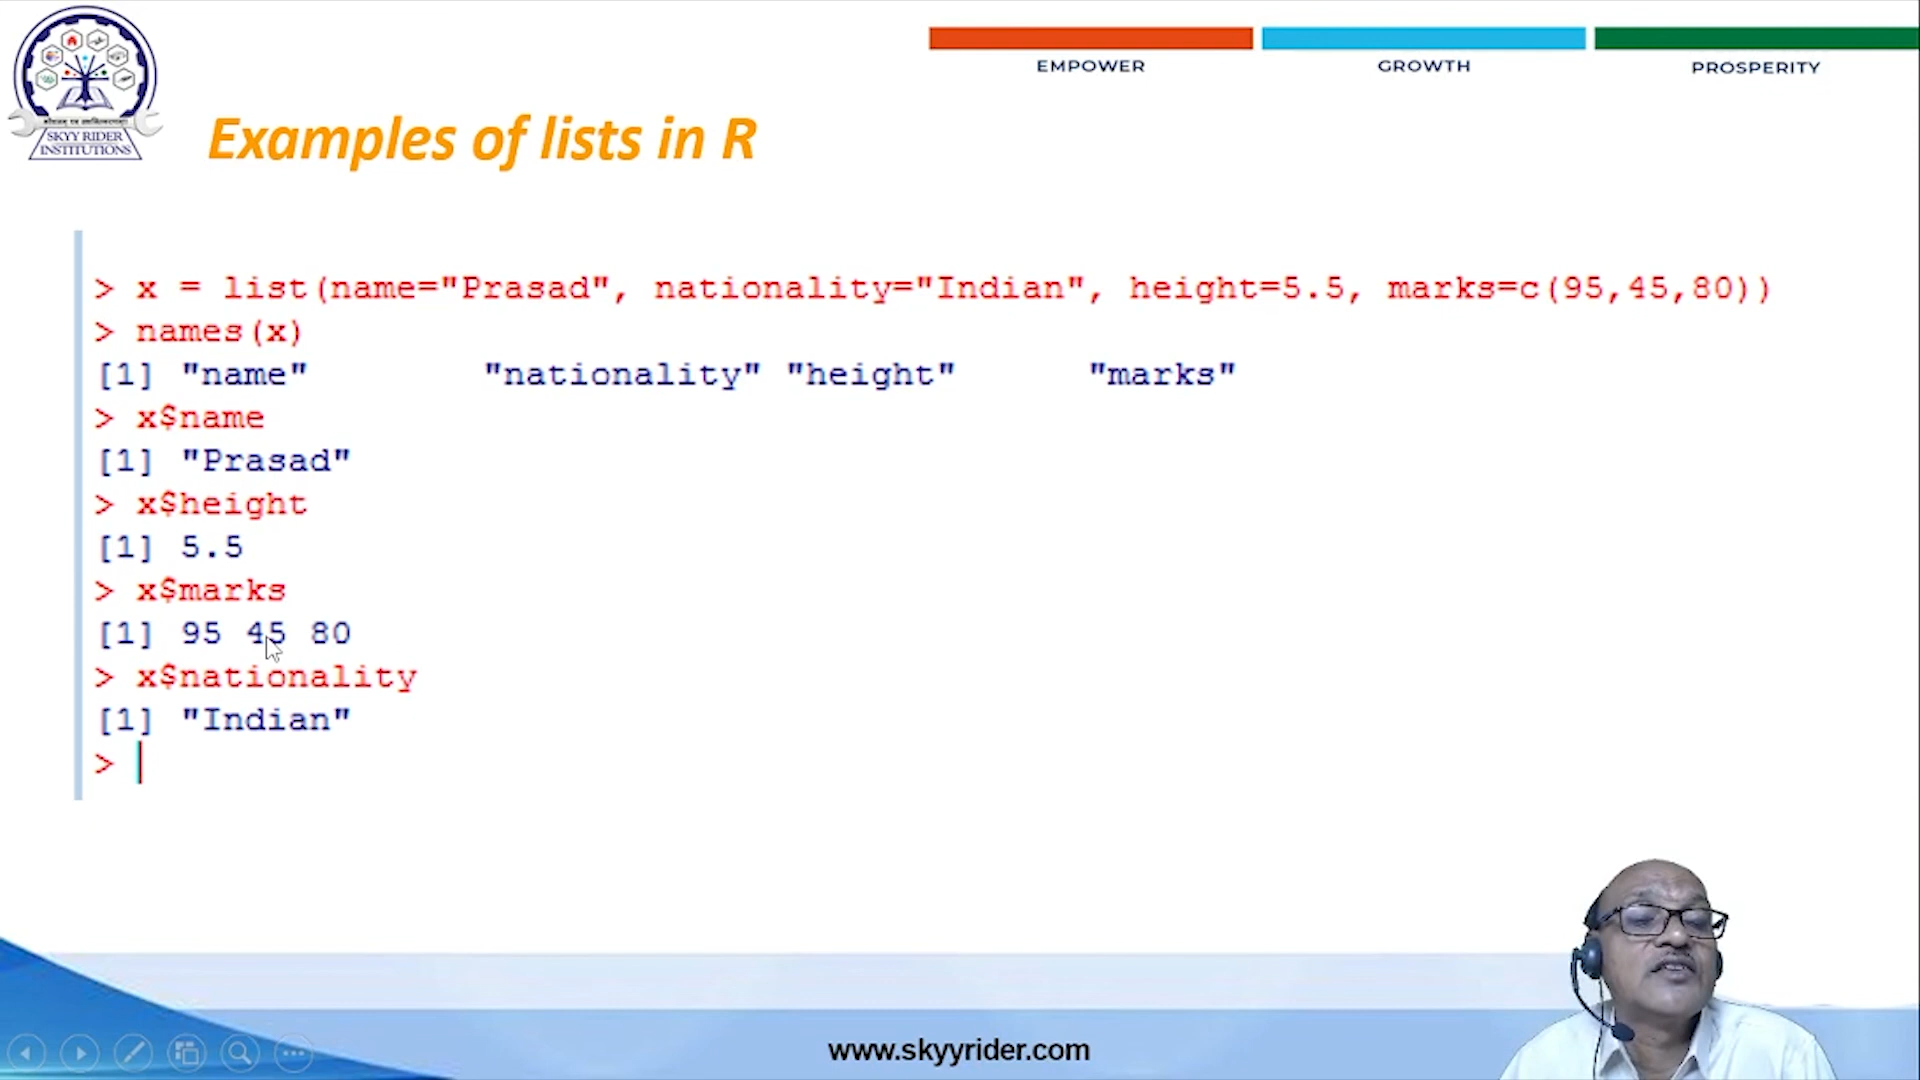 SKYY RIDER
INSTITUTIONS
EMPOWER
GROWTH
PROSPERITY
Examples of lists in R
> x = list(name="Prasad", nationality="Indian", height=5.5, marks=c(95,45,80))
> names(x)
[1] "name"        "nationality" "height"      "marks"
> x$name
[1] "Prasad"
> x$height
[1] 5.5
> x$marks
[1] 95 45 80
> x$nationality
[1] "Indian"
>
www.skyyrider.com